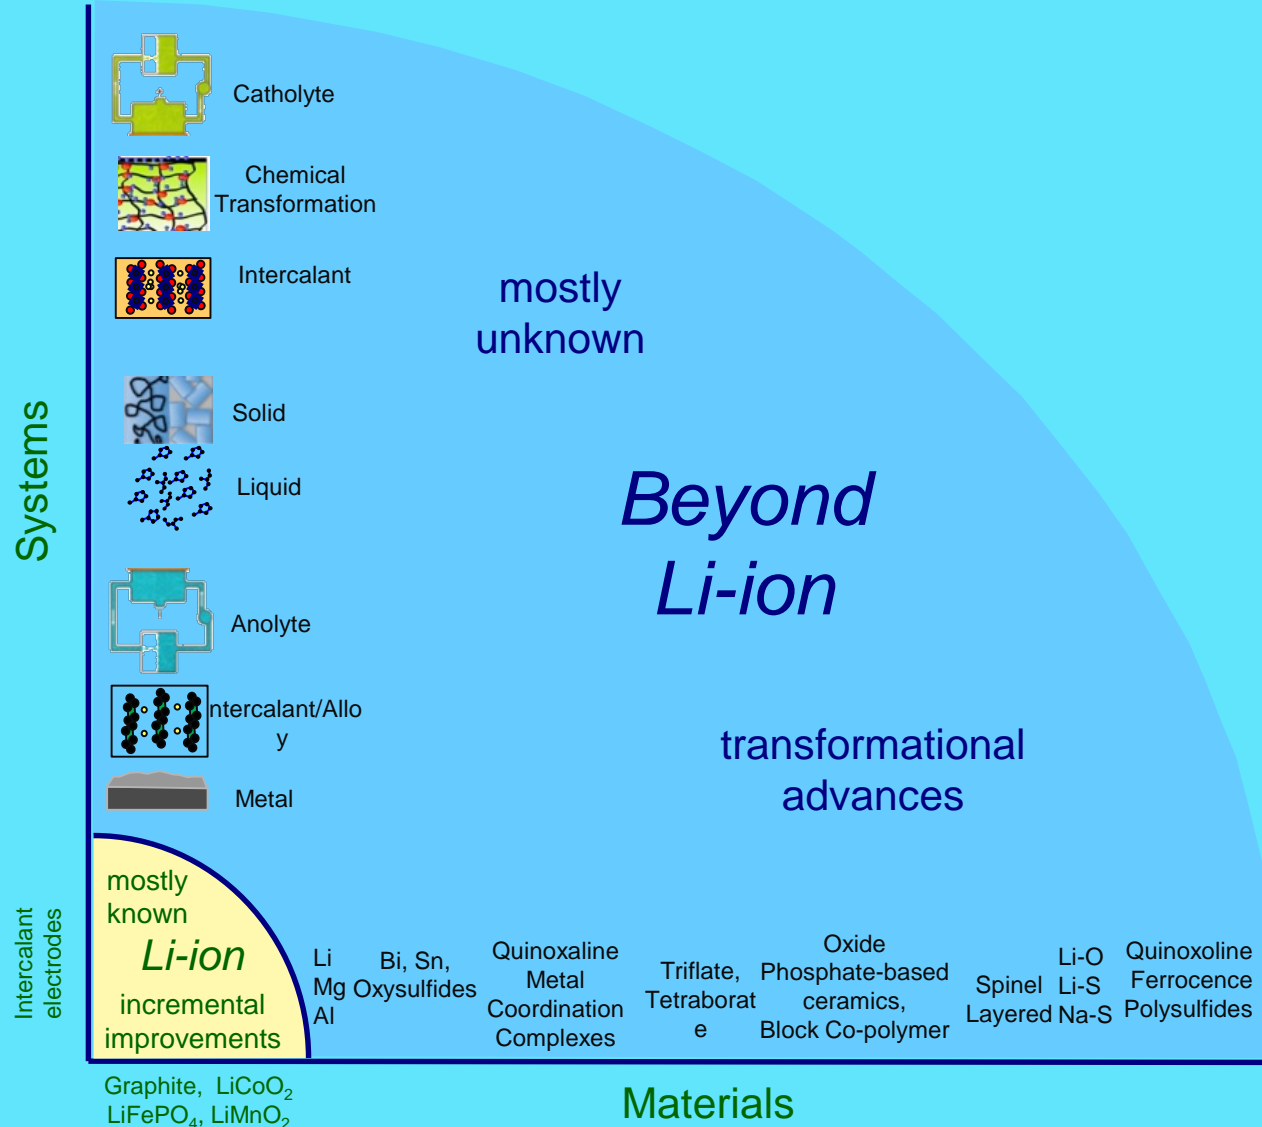 Catholyte
Chemical
Transformation
Intercalant
mostly
unknown
Solid
Liquid
Systems
Beyond
Li-ion
Anolyte
ntercalant/Allo
y
transformational
advances
Metal
mostly
known
Li-ion
incremental
improvements
Intercalant
electrodes
Li
Mg
Al
Bi, Sn,
Oxysulfides
Quinoxaline
Metal
Coordination
Complexes
Triflate,
Tetraborat
e
Oxide
Phosphate-based
ceramics,
Block Co-polymer
Spinel
Layered
Li-O
Li-S
Na-S
Quinoxoline
Ferrocence
Polysulfides
Graphite, LiCoO₂
LiFePO₄, LiMnO₂
Materials